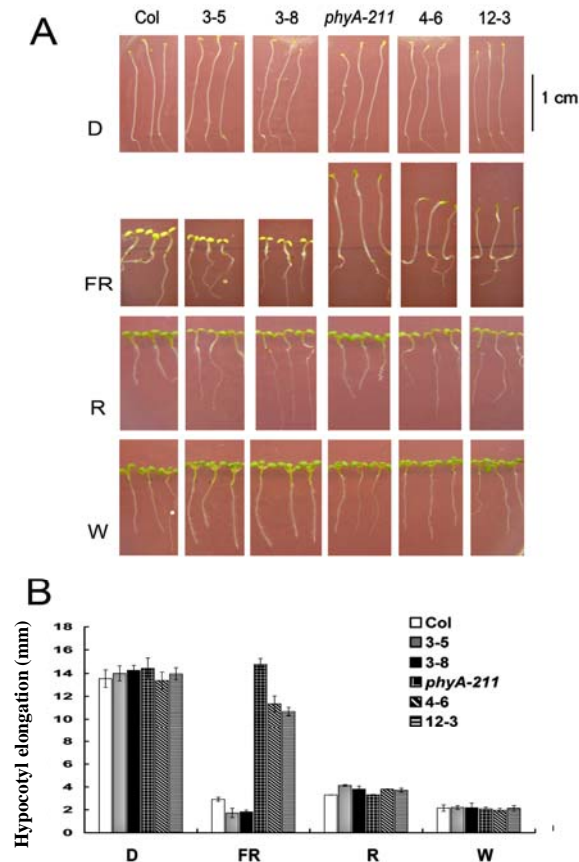 A
Col 3-5 3-8 phyA-211 4-6 12-3
D
1 cm
FR
R
W
B
Hypocotyl elongation (mm)
18
16
14
12
10
8
6
4
2
0
Col
3-5
3-8
phyA-211
4-6
12-3
D FR R W